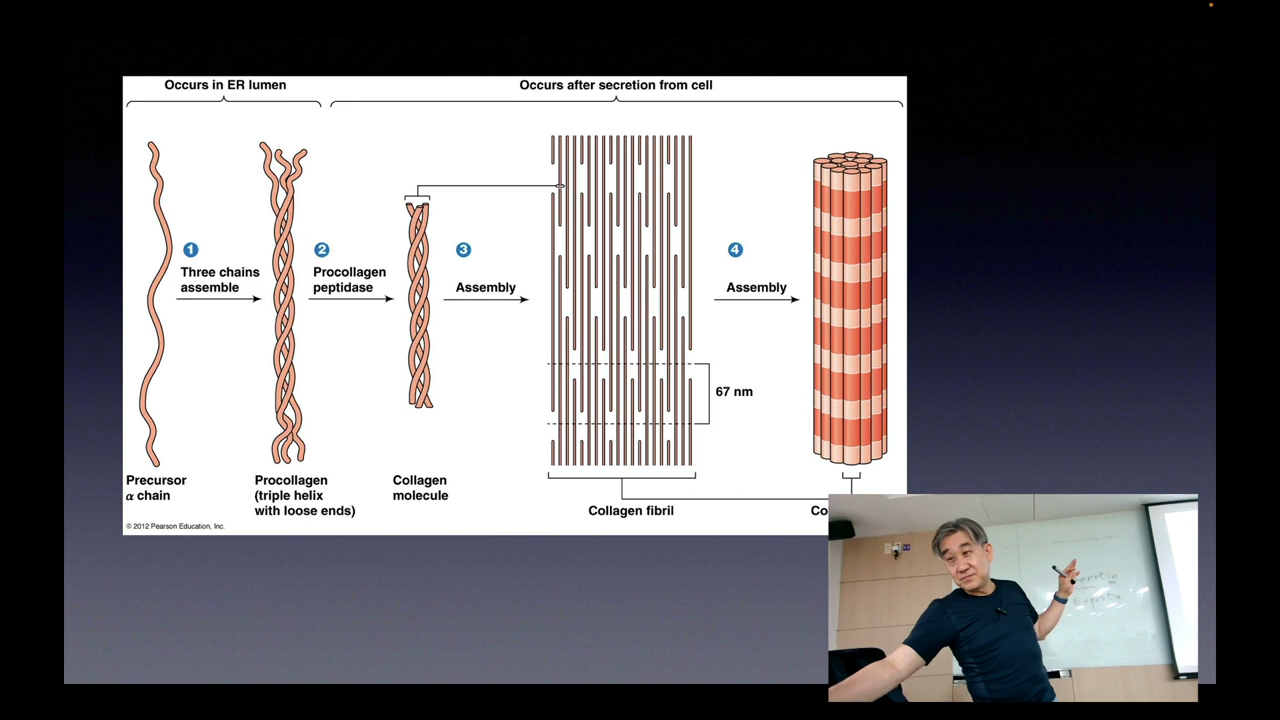 Occurs in ER lumen
Occurs after secretion from cell
1
Three chains
assemble
2
Procollagen
peptidase
3
Assembly
4
Assembly
67 nm
Precursor
α chain
Procollagen
(triple helix
with loose ends)
Collagen
molecule
Collagen fibril
Co
© 2012 Pearson Education, Inc.